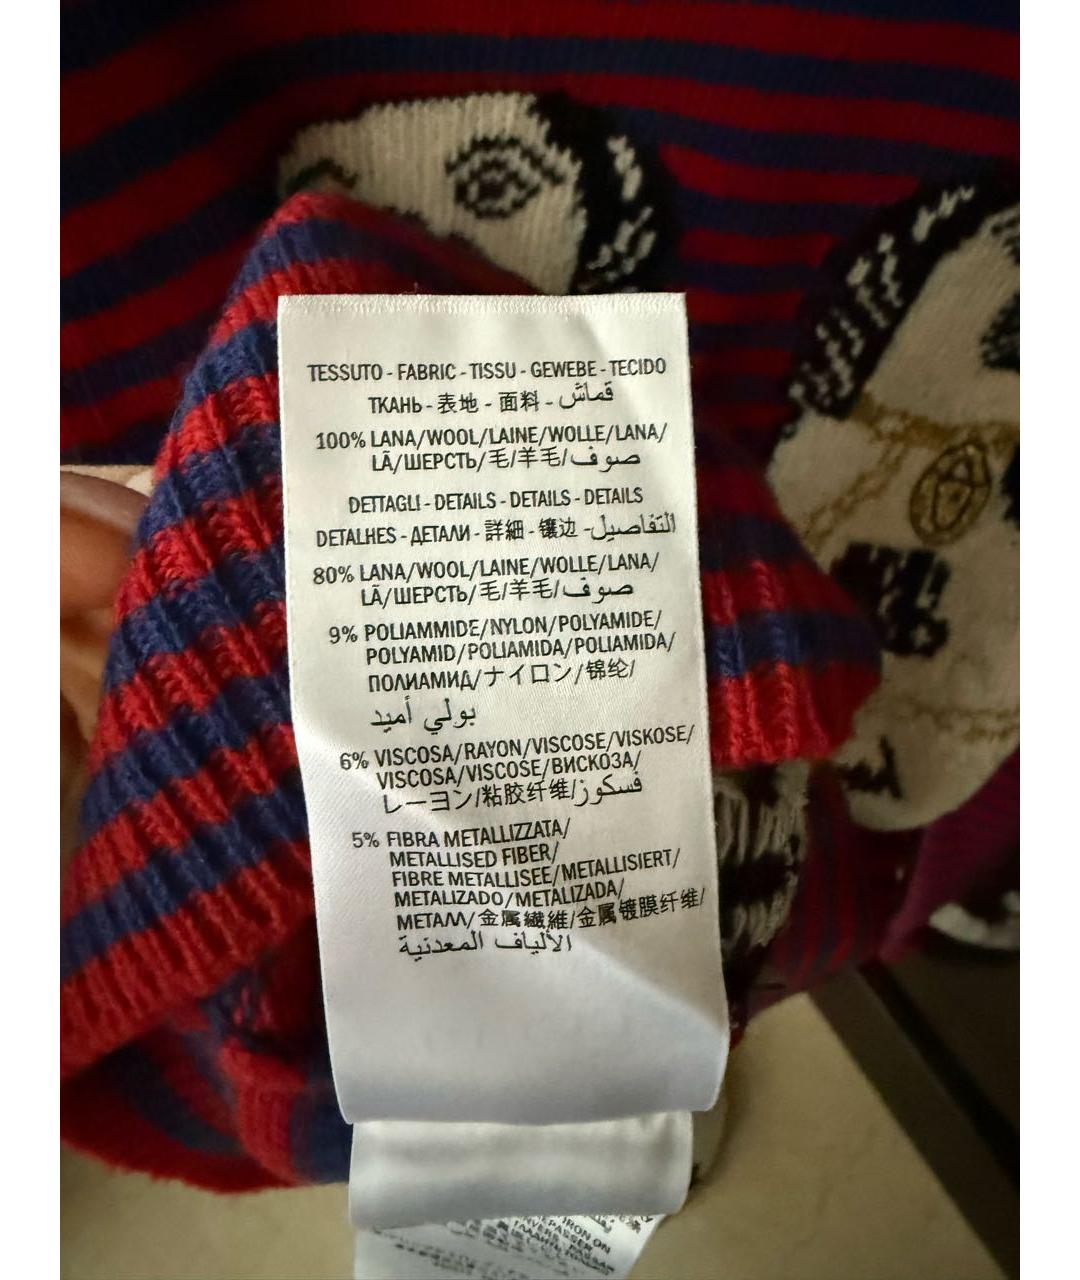 TESSUTO - FABRIC - TISSU - GEWEBE - TECIDO
ТКАНЬ - 表地 - 面料 - قماش
100% LANA/WOOL/LAINE/WOLLE/LANA/
LÃ/ШЕРСТЬ/毛/羊毛/صوف
DETTAGLI - DETAILS - DETAILS - DETAILS
DETALHES - ДЕТАЛИ - 詳細 - 镶边 - التفاصيل
80% LANA/WOOL/LAINE/WOLLE/LANA/
LÃ/ШЕРСТЬ/毛/羊毛/صوف
9% POLIAMMIDE/NYLON/POLYAMIDE/
POLYAMID/POLIAMIDA/POLIAMIDA/
ПОЛИАМИД/ナイロン/锦纶/
بولي أميد
6% VISCOSA/RAYON/VISCOSE/VISKOSE/
VISCOSA/VISCOSE/ВИСКОЗА/
レーヨン/粘胶纤维/فسكوز
5% FIBRA METALLIZZATA/
METALLISED FIBER/
FIBRE METALLISEE/METALLISIERT/
METALIZADO/METALIZADA/
МЕТАЛЛ/金属繊維/金属镀膜纤维/
الألياف المعدنية
IRON ON